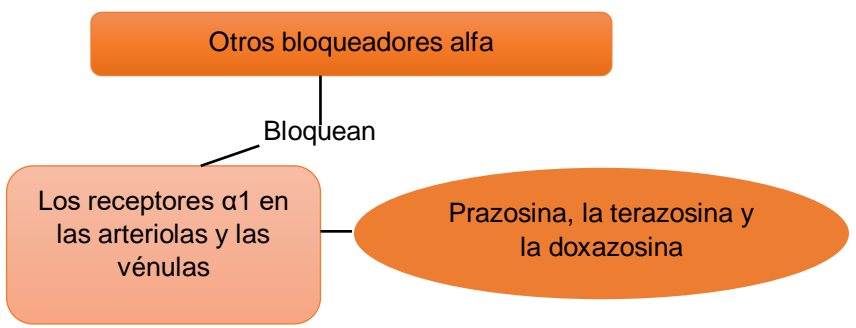 Otros bloqueadores alfa
Bloquean
Los receptores α1 en
las arteriolas y las
vénulas
Prazosina, la terazosina y
la doxazosina